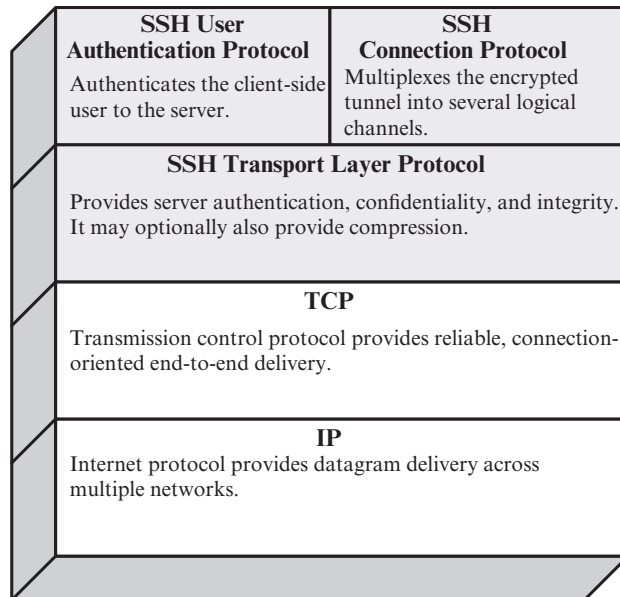 SSH User
Authentication Protocol
Authenticates the client-side
user to the server.
SSH
Connection Protocol
Multiplexes the encrypted
tunnel into several logical
channels.
SSH Transport Layer Protocol
Provides server authentication, confidentiality, and integrity.
It may optionally also provide compression.
TCP
Transmission control protocol provides reliable, connection-
oriented end-to-end delivery.
IP
Internet protocol provides datagram delivery across
multiple networks.